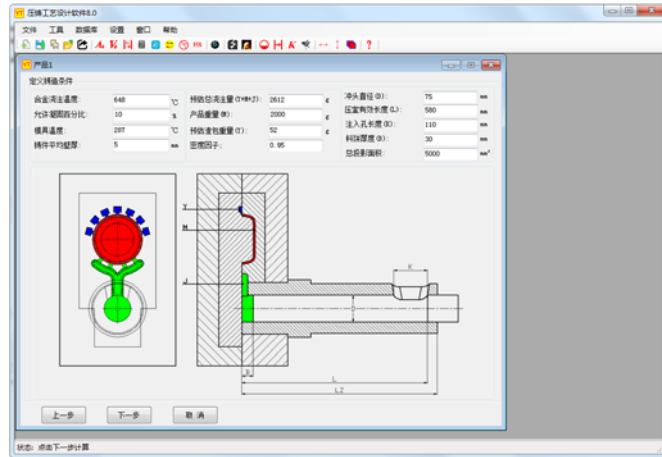 压铸工艺设计软件8.0
文件 工具 数据库 设置 窗口 帮助
产品1
定义铸造条件
合金浇注温度: 648 ℃
允许凝固百分比: 10 %
模具温度: 287 ℃
铸件平均壁厚: 5 mm
预估总浇注量(Y+M+J): 2612 g
产品重量(M): 2000 g
预估渣包重量(Y): 52 g
密度因子: 0.95
冲头直径(D): 75 mm
压室有效长度(L): 580 mm
注入孔长度(K): 110 mm
料饼厚度(B): 30 mm
总投影面积: 5000 mm²
Y
M
J
K
D
B
L
LZ
上一步 下一步 取消
状态: 点击下一步计算